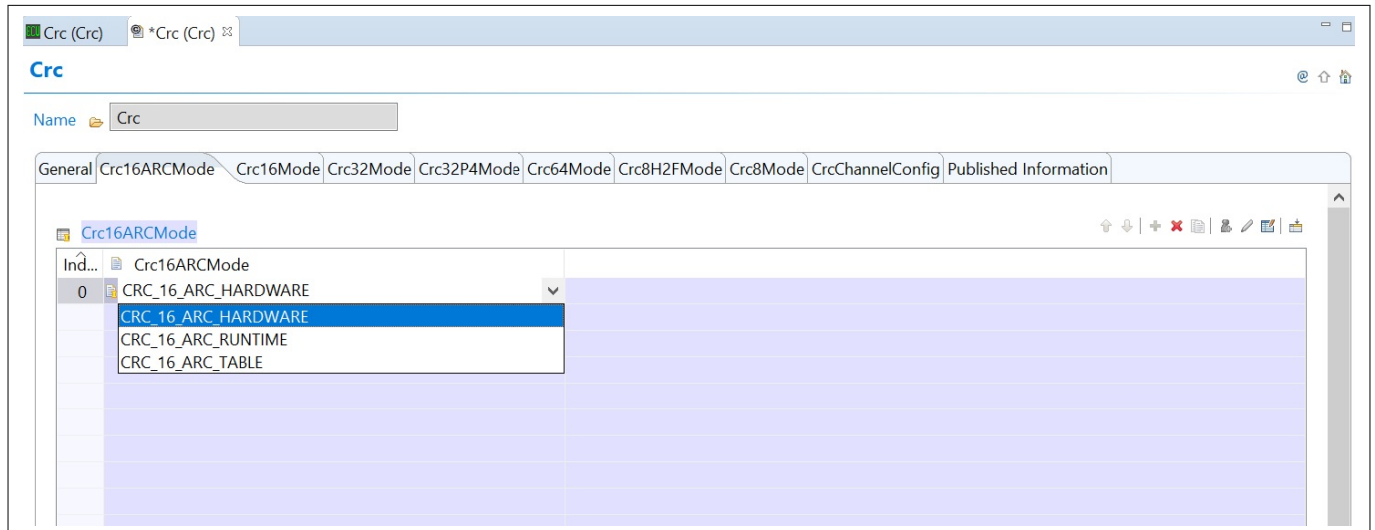 Crc (Crc) *Crc (Crc)
Crc
Name Crc
General Crc16ARCMode Crc16Mode Crc32Mode Crc32P4Mode Crc64Mode Crc8H2FMode Crc8Mode CrcChannelConfig Published Information
Crc16ARCMode
Ind... Crc16ARCMode
0 CRC_16_ARC_HARDWARE
CRC_16_ARC_HARDWARE
CRC_16_ARC_RUNTIME
CRC_16_ARC_TABLE